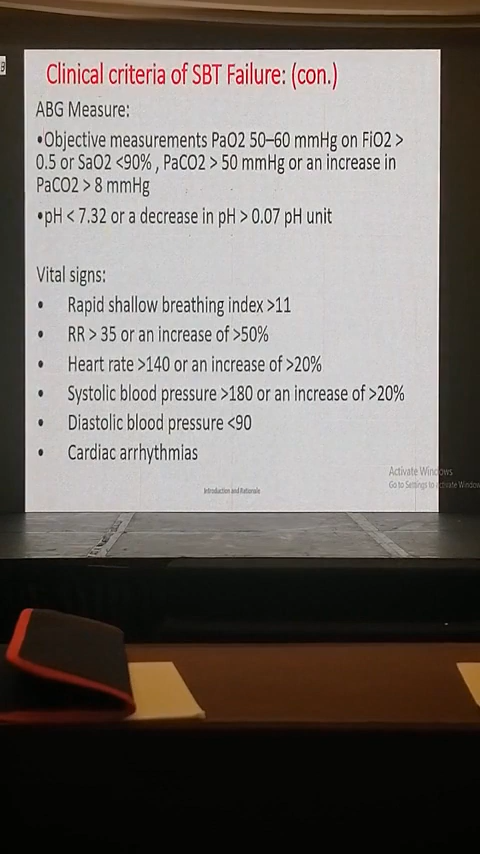 Clinical criteria of SBT Failure: (con.)
ABG Measure:
•Objective measurements PaO2 50–60 mmHg on FiO2 >
0.5 or SaO2 <90% , PaCO2 > 50 mmHg or an increase in
PaCO2 > 8 mmHg
•pH < 7.32 or a decrease in pH > 0.07 pH unit
Vital signs:
• Rapid shallow breathing index >11
• RR > 35 or an increase of >50%
• Heart rate >140 or an increase of >20%
• Systolic blood pressure >180 or an increase of >20%
• Diastolic blood pressure <90
• Cardiac arrhythmias
Activate Windows
Go to Settings to activate Window
Introduction and Rationale